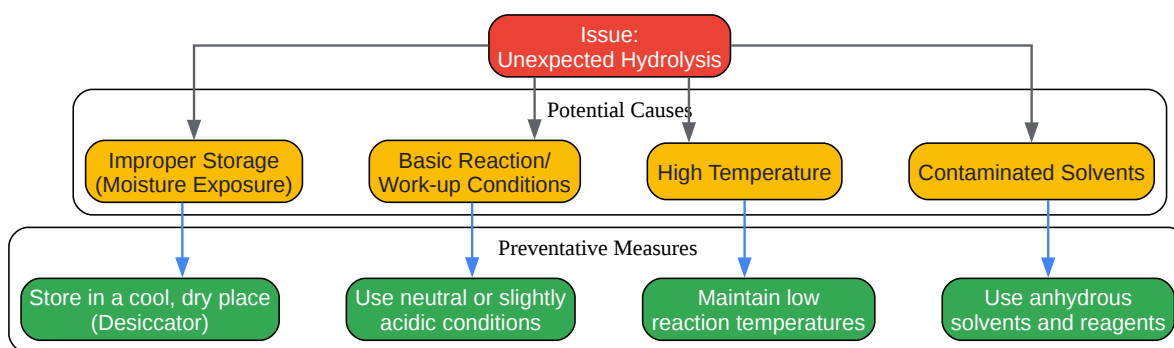 Issue:
Unexpected Hydrolysis
Potential Causes
Improper Storage
(Moisture Exposure)
Basic Reaction/
Work-up Conditions
High Temperature
Contaminated Solvents
Preventative Measures
Store in a cool, dry place
(Desiccator)
Use neutral or slightly
acidic conditions
Maintain low
reaction temperatures
Use anhydrous
solvents and reagents